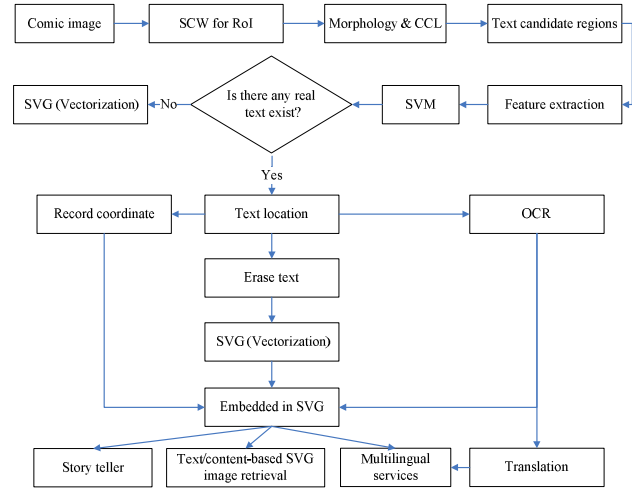 Comic image
SCW for RoI
Morphology & CCL
Text candidate regions
SVG (Vectorization)
No
Is there any real
text exist?
SVM
Feature extraction
Yes
Record coordinate
Text location
OCR
Erase text
SVG (Vectorization)
Embedded in SVG
Story teller
Text/content-based SVG
image retrieval
Multilingual
services
Translation